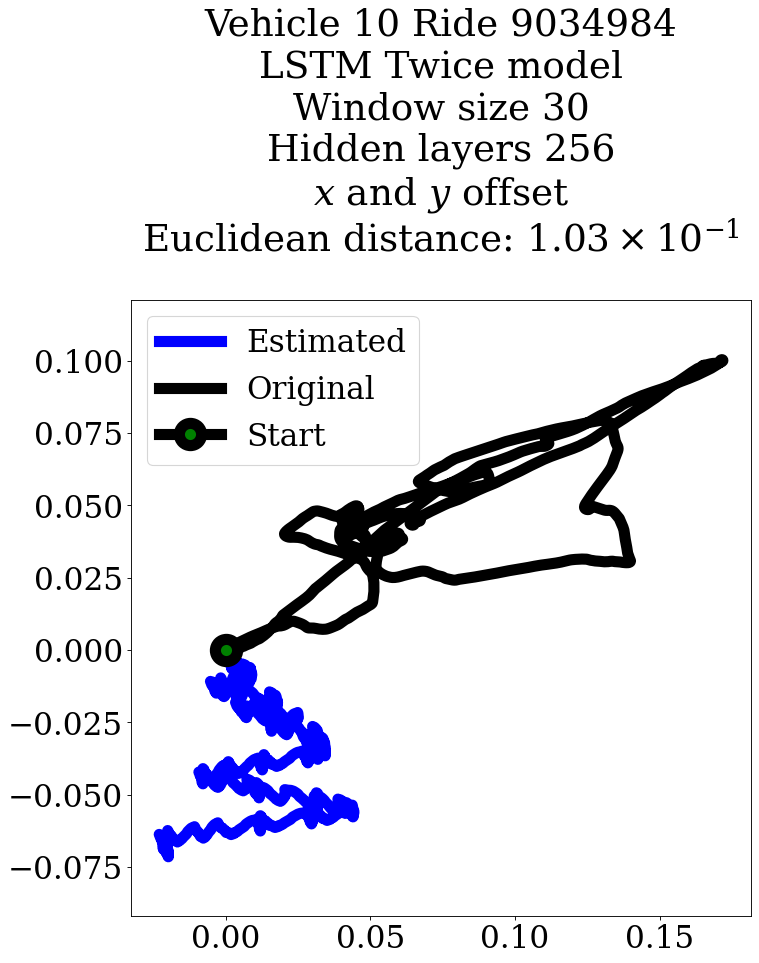 Vehicle 10 Ride 9034984
LSTM Twice model
Window size 30
Hidden layers 256
x and y offset
Euclidean distance: 1.03 × 10⁻¹
Estimated
Original
Start
0.100
0.075
0.050
0.025
0.000
−0.025
−0.050
−0.075
0.00 0.05 0.10 0.15